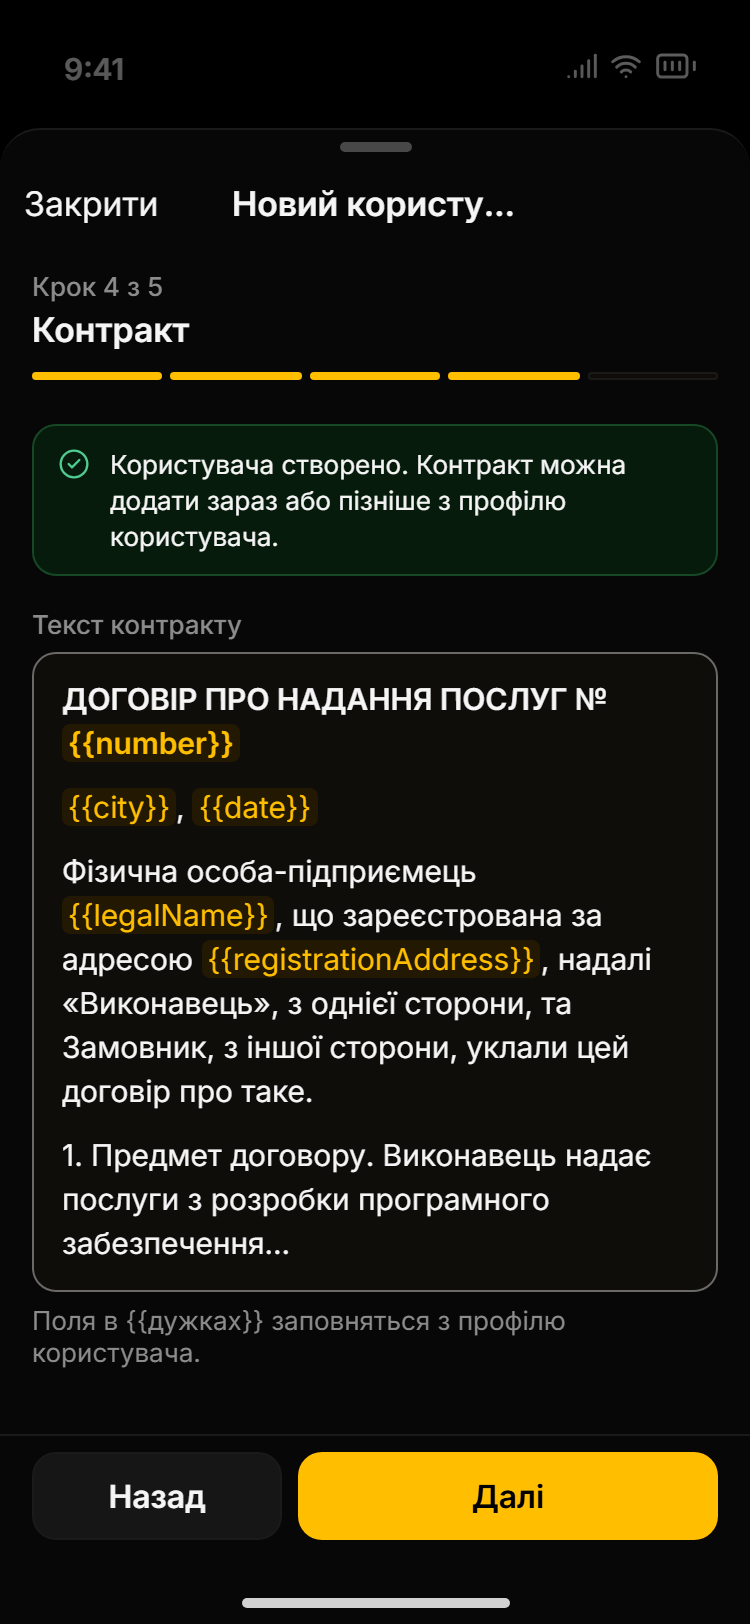 9:41
Закрити
Новий користу...
Крок 4 з 5
Контракт
Користувача створено. Контракт можна
додати зараз або пізніше з профілю
користувача.
Текст контракту
ДОГОВІР ПРО НАДАННЯ ПОСЛУГ №
{{number}}
{{city}}, {{date}}
Фізична особа-підприємець
{{legalName}}, що зареєстрована за
адресою {{registrationAddress}}, надалі
«Виконавець», з однієї сторони, та
Замовник, з іншої сторони, уклали цей
договір про таке.
1. Предмет договору. Виконавець надає
послуги з розробки програмного
забезпечення...
Поля в {{дужках}} заповняться з профілю
користувача.
Назад
Далі